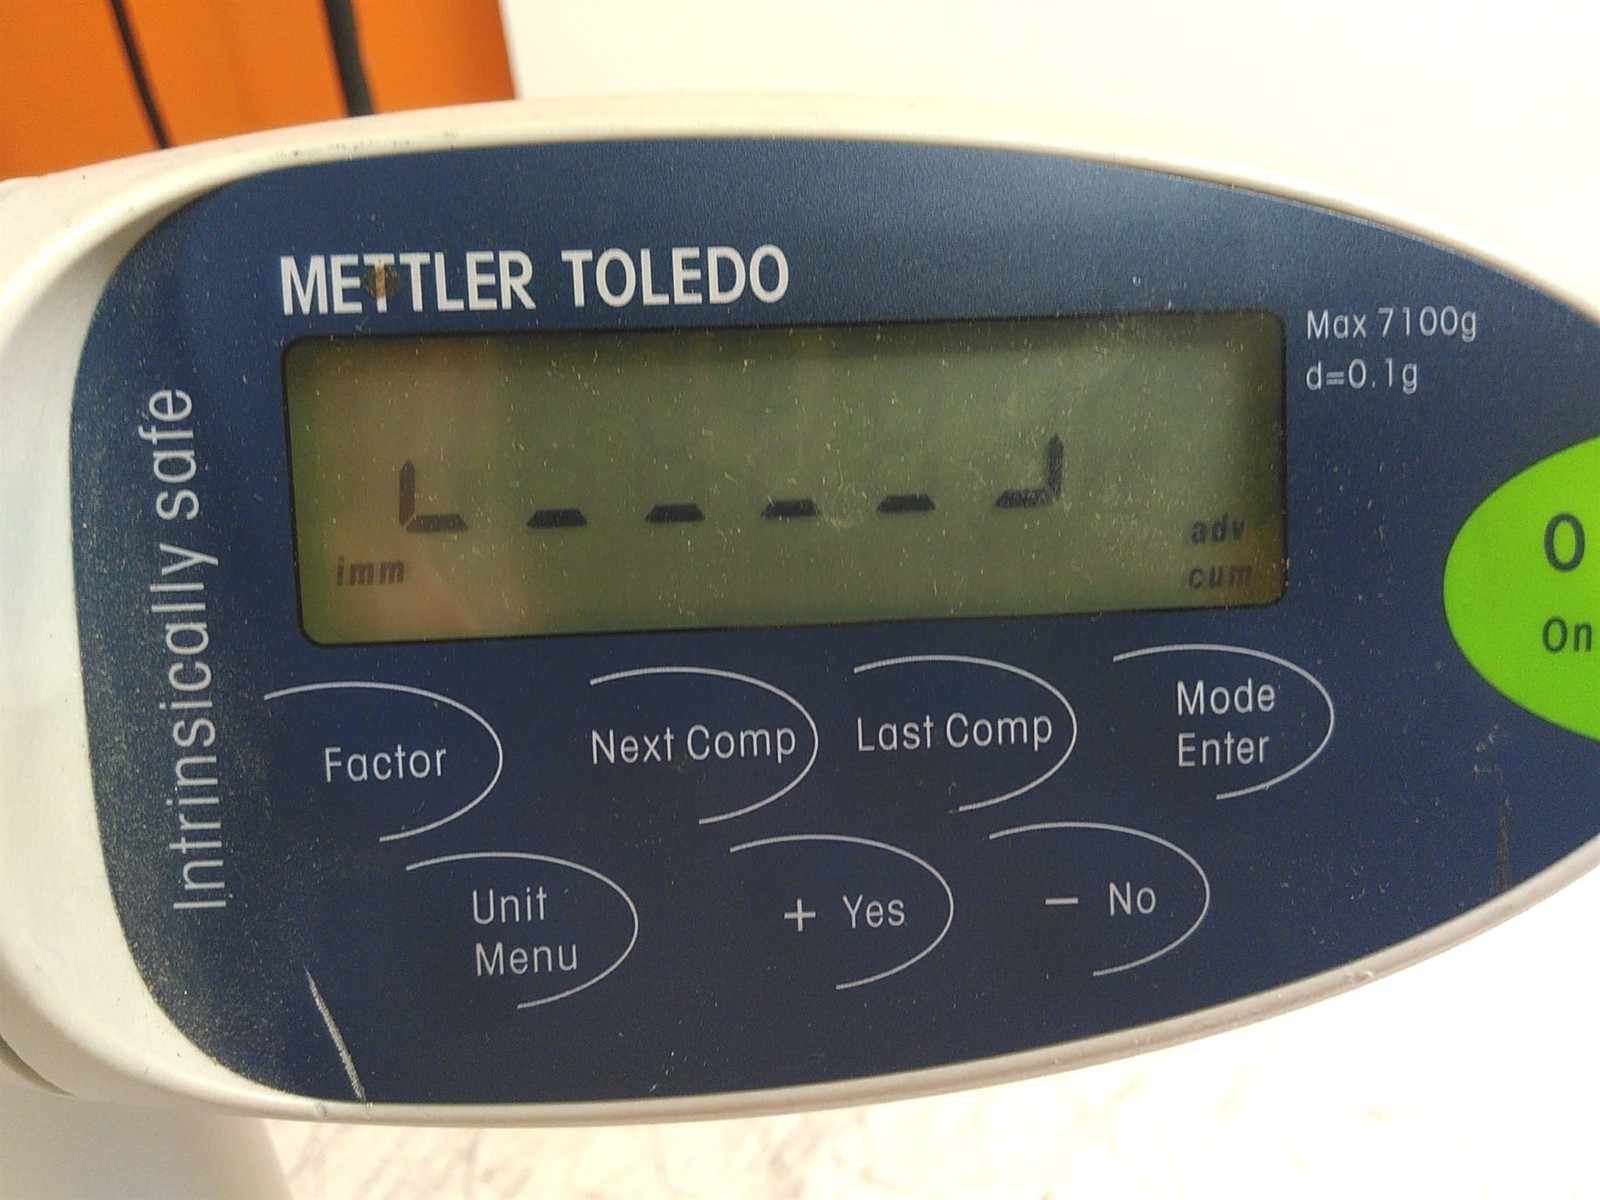 METTLER TOLEDO
Max 7100g
d=0.1g
Intrinsically safe
imm
adv
cum
O
On
Factor
Next Comp
Last Comp
Mode
Enter
Unit
Menu
+ Yes
− No